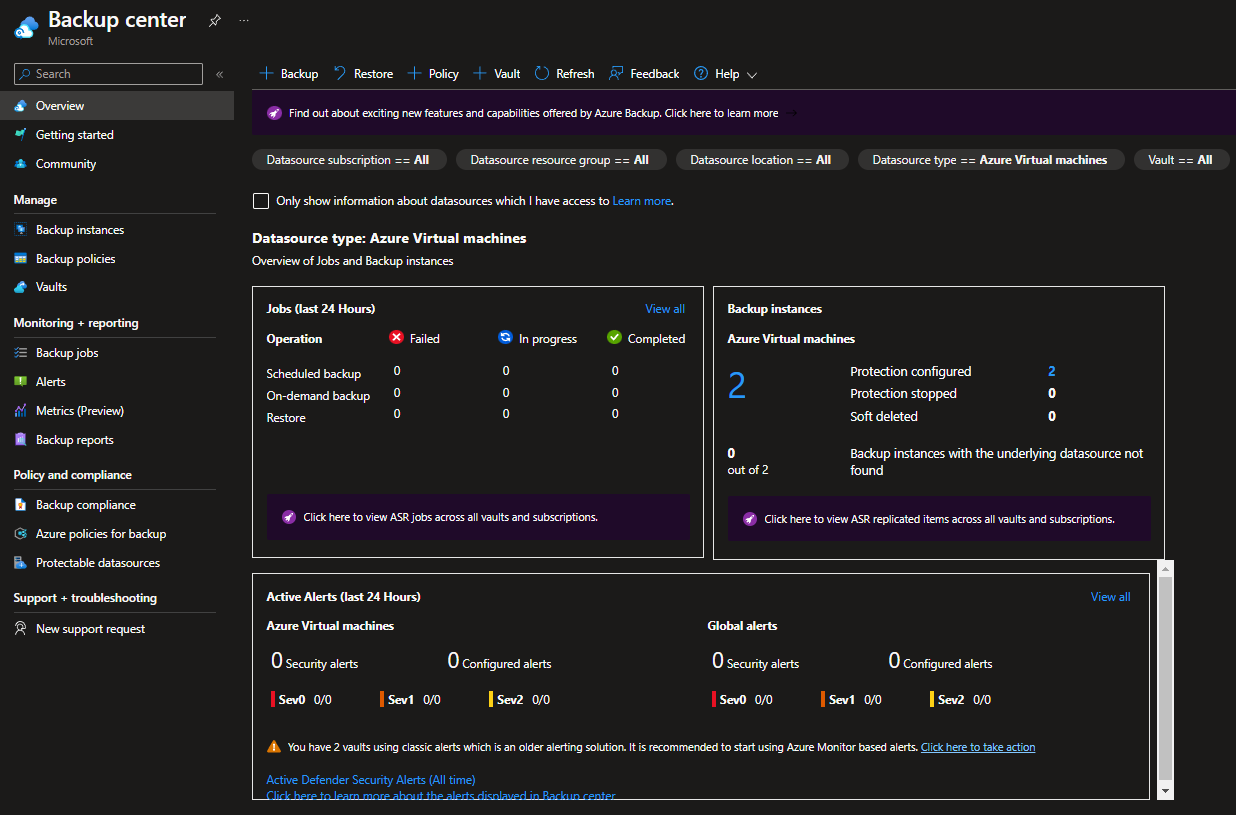 Backup center
Microsoft
Search
Overview
Getting started
Community
Manage
Backup instances
Backup policies
Vaults
Monitoring + reporting
Backup jobs
Alerts
Metrics (Preview)
Backup reports
Policy and compliance
Backup compliance
Azure policies for backup
Protectable datasources
Support + troubleshooting
New support request
Backup Restore Policy Vault Refresh Feedback Help
Find out about exciting new features and capabilities offered by Azure Backup. Click here to learn more →
Datasource subscription == All Datasource resource group == All Datasource location == All Datasource type == Azure Virtual machines Vault == All
Only show information about datasources which I have access to Learn more.
Datasource type: Azure Virtual machines
Overview of Jobs and Backup instances
Jobs (last 24 Hours) View all
Operation Failed In progress Completed
Scheduled backup 0 0 0
On-demand backup 0 0 0
Restore 0 0 0
Click here to view ASR jobs across all vaults and subscriptions.
Backup instances
Azure Virtual machines
2
Protection configured 2
Protection stopped 0
Soft deleted 0
0
out of 2
Backup instances with the underlying datasource not
found
Click here to view ASR replicated items across all vaults and subscriptions.
Active Alerts (last 24 Hours) View all
Azure Virtual machines
0 Security alerts 0 Configured alerts
Sev0 0/0 Sev1 0/0 Sev2 0/0
Global alerts
0 Security alerts 0 Configured alerts
Sev0 0/0 Sev1 0/0 Sev2 0/0
You have 2 vaults using classic alerts which is an older alerting solution. It is recommended to start using Azure Monitor based alerts. Click here to take action
Active Defender Security Alerts (All time)
Click here to learn more about the alerts displayed in Backup center